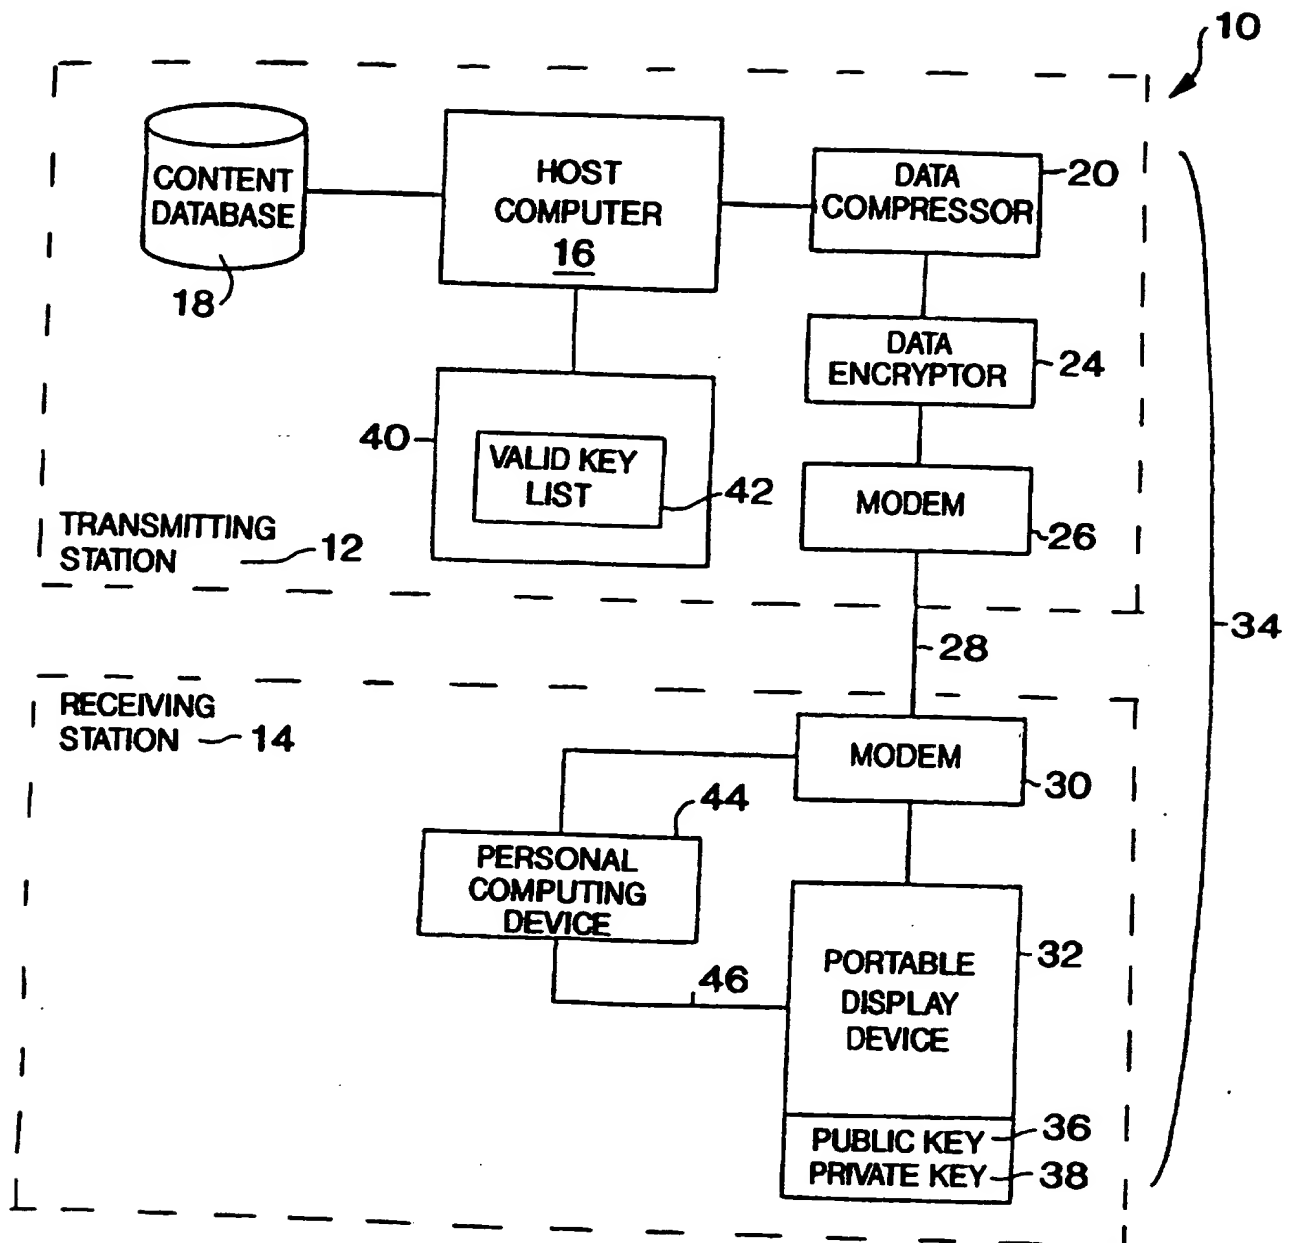 10
CONTENT
DATABASE
18
HOST
COMPUTER
16
DATA
COMPRESSOR
20
DATA
ENCRYPTOR
24
40
VALID KEY
LIST
42
MODEM
26
TRANSMITTING
STATION
12
28
34
RECEIVING
STATION
14
MODEM
30
44
PERSONAL
COMPUTING
DEVICE
46
PORTABLE
DISPLAY
DEVICE
32
PUBLIC KEY
36
PRIVATE KEY
38